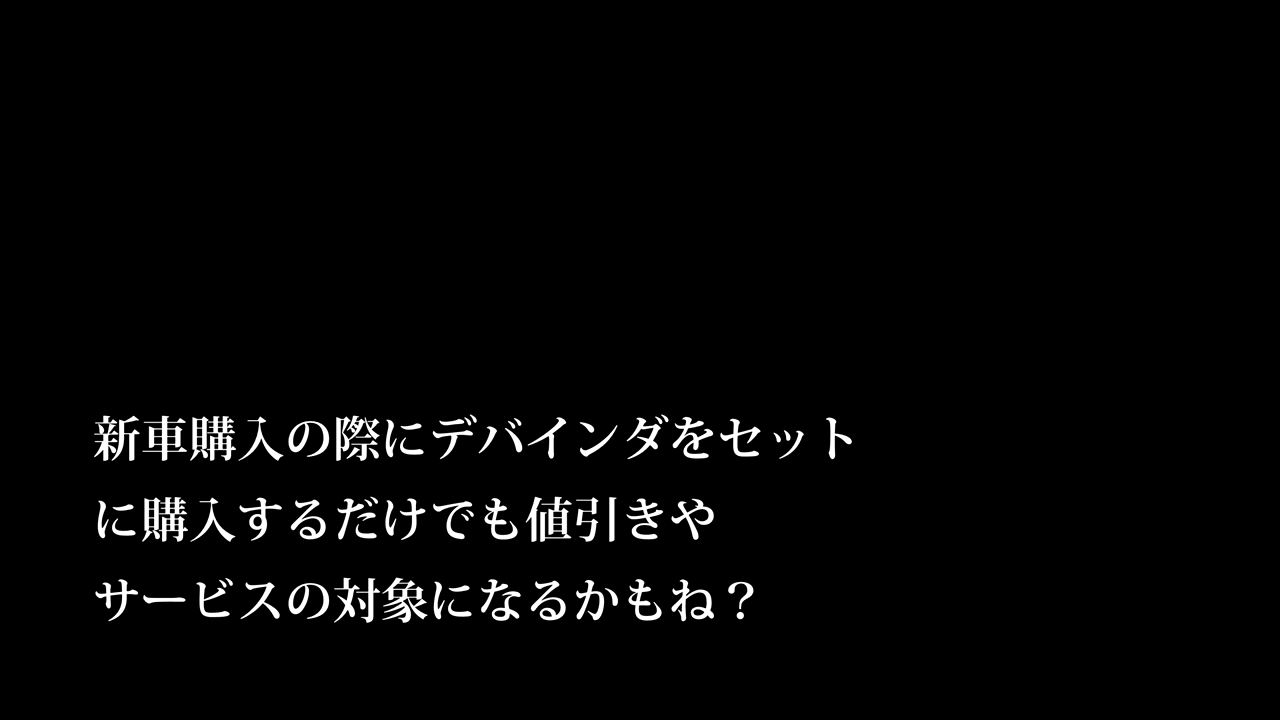 新車購入の際にデバインダをセット
に購入するだけでも値引きや
サービスの対象になるかもね？